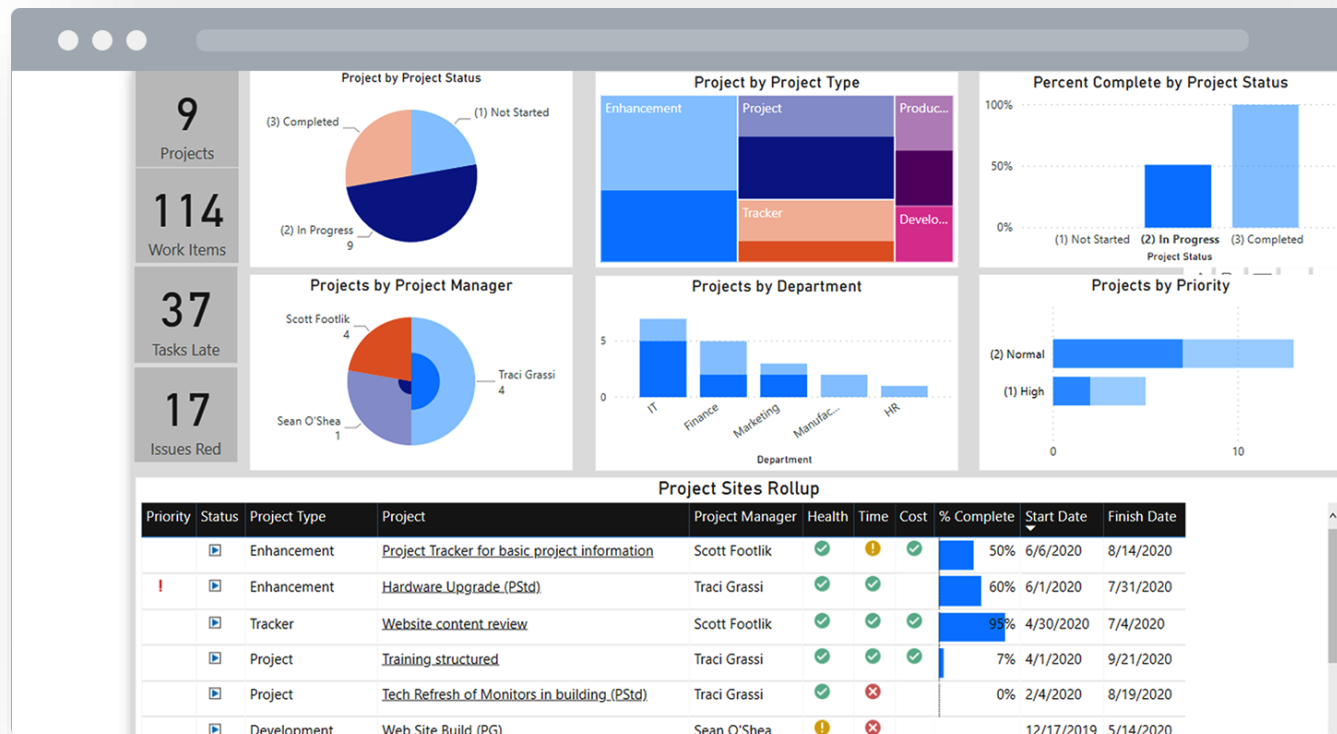 9
Projects
114
Work Items
37
Tasks Late
17
Issues Red
Project by Project Status
(3) Completed
(1) Not Started
(2) In Progress
9
Project by Project Type
Enhancement
Project
Produc...
Tracker
Develo...
Percent Complete by Project Status
100%
50%
0%
(1) Not Started (2) In Progress (3) Completed
Project Status
Projects by Project Manager
Scott Footlik
4
Traci Grassi
4
Sean O'Shea
1
Projects by Department
5
0
IT
Finance
Marketing
Manufac...
HR
Department
Projects by Priority
(2) Normal
(1) High
0 10
Project Sites Rollup
Priority Status Project Type Project Project Manager Health Time Cost % Complete Start Date Finish Date
Enhancement Project Tracker for basic project information Scott Footlik 50% 6/6/2020 8/14/2020
! Enhancement Hardware Upgrade (PStd) Traci Grassi 60% 6/1/2020 7/31/2020
Tracker Website content review Scott Footlik 95% 4/30/2020 7/4/2020
Project Training structured Traci Grassi 7% 4/1/2020 9/21/2020
Project Tech Refresh of Monitors in building (PStd) Traci Grassi 0% 2/4/2020 8/19/2020
Development Web Site Build (PG) Sean O'Shea 12/17/2019 5/14/2020